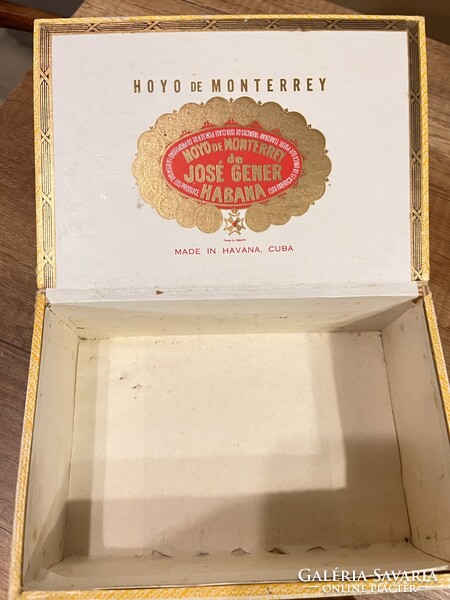 HOYO DE MONTERREY
HOYO DE MONTERREY
de
JOSÉ GENER
HABANA
MADE IN HAVANA, CUBA
GALÉRIA SAVARIA
ONLINE PIACTÉR